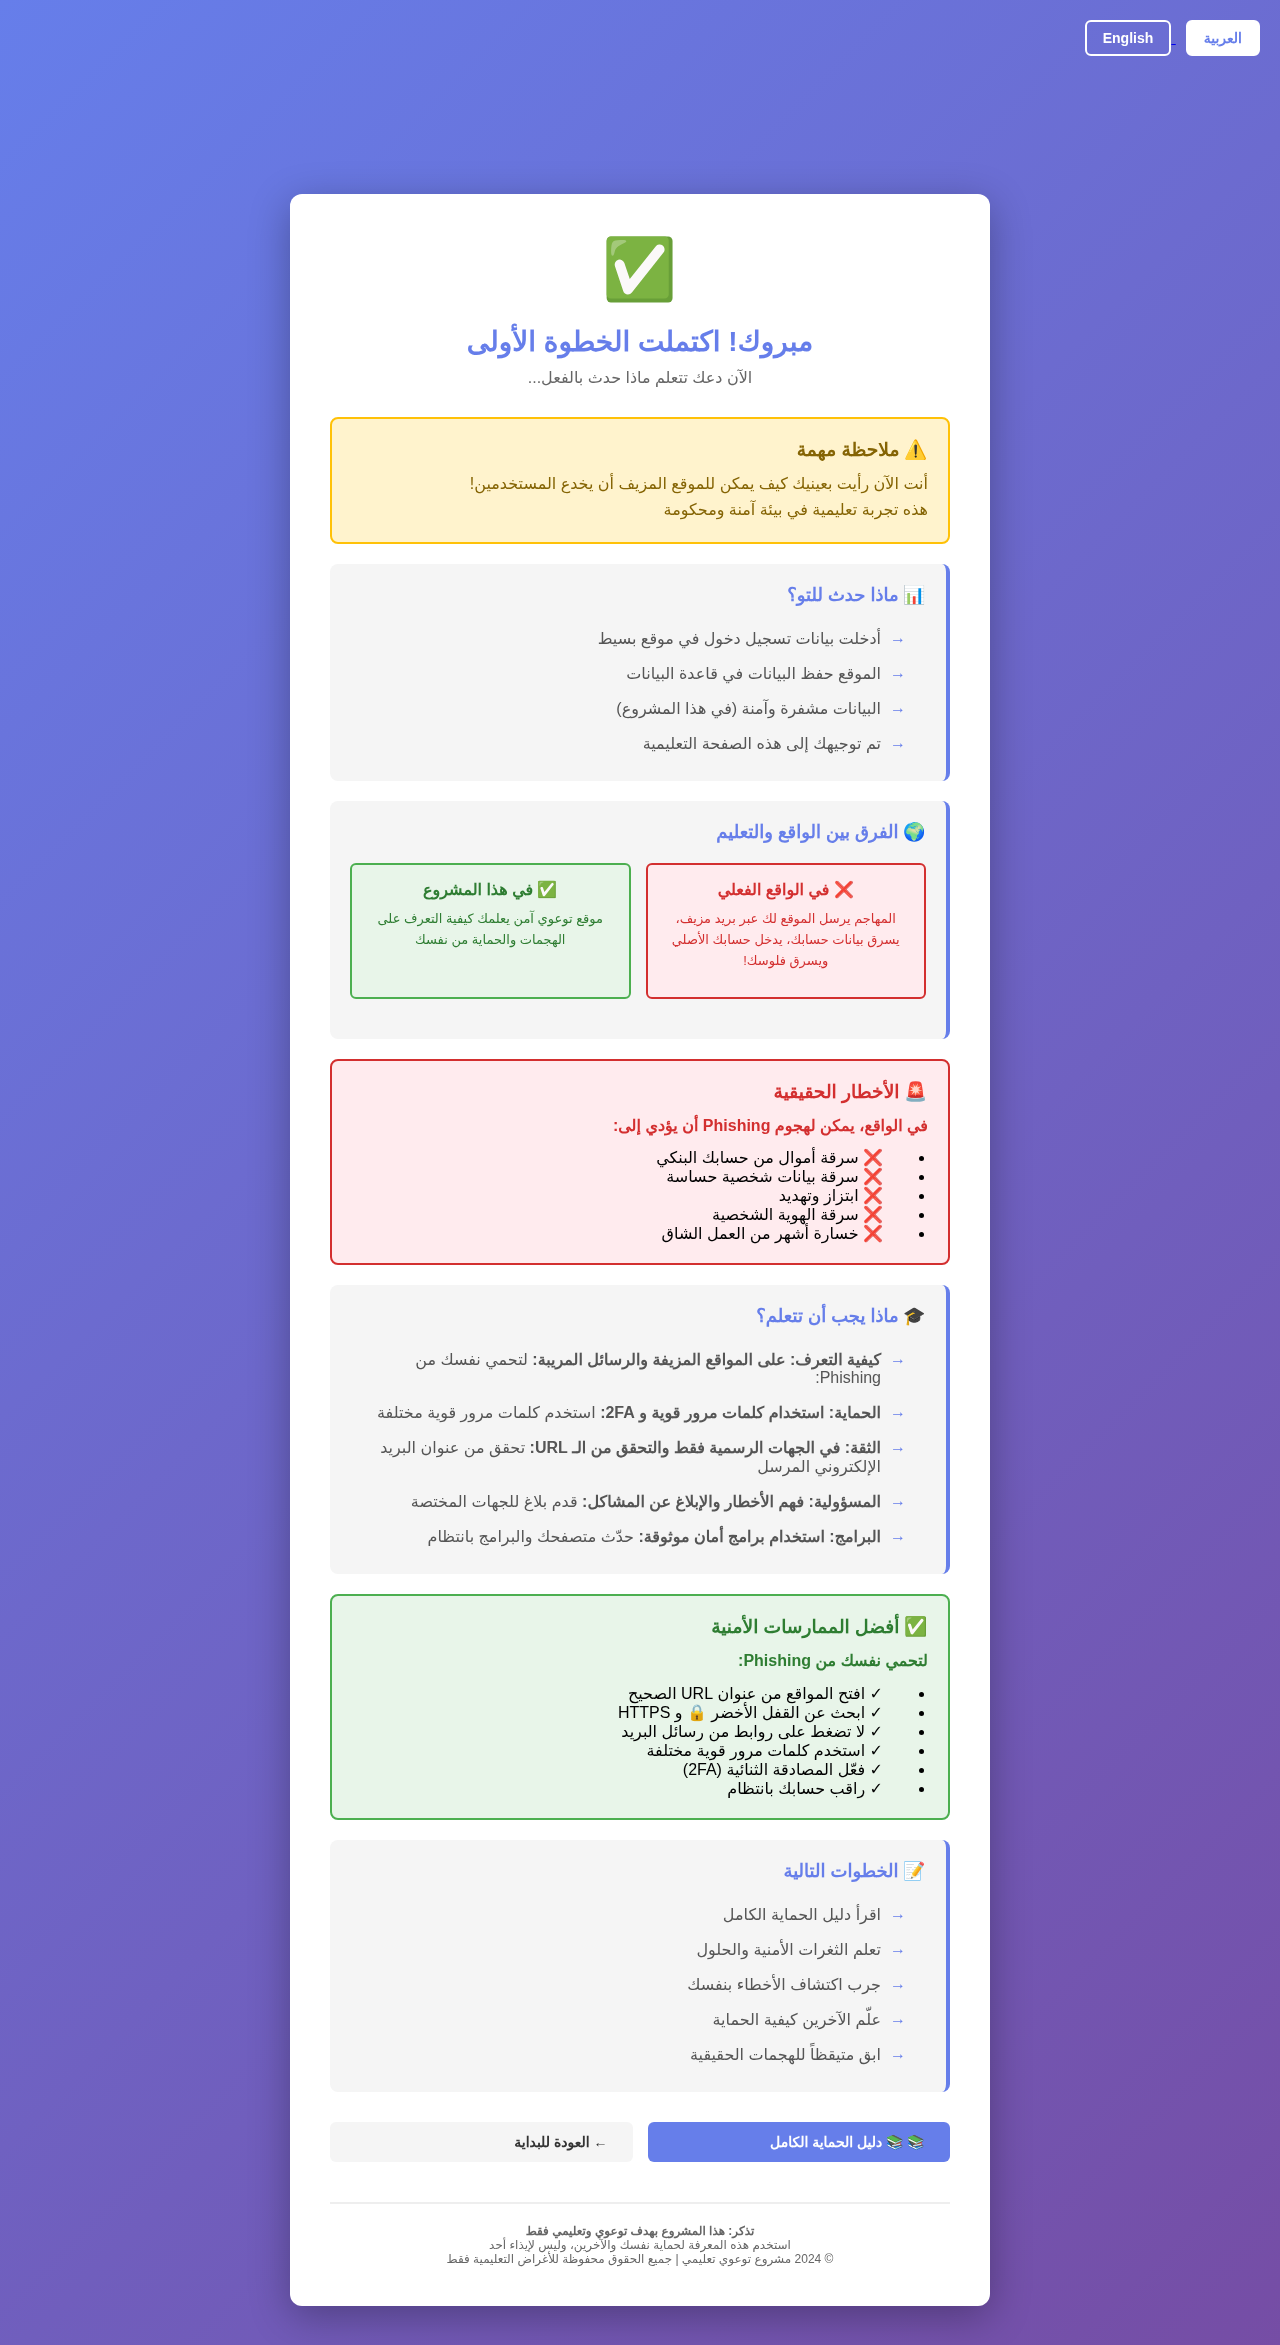 العربية
English
✅
مبروك! اكتملت الخطوة الأولى
الآن دعك تتعلم ماذا حدث بالفعل...
⚠️ ملاحظة مهمة
أنت الآن رأيت بعينيك كيف يمكن للموقع المزيف أن يخدع المستخدمين!
هذه تجربة تعليمية في بيئة آمنة ومحكومة
📊 ماذا حدث للتو؟
→ أدخلت بيانات تسجيل دخول في موقع بسيط
→ الموقع حفظ البيانات في قاعدة البيانات
→ البيانات مشفرة وآمنة (في هذا المشروع)
→ تم توجيهك إلى هذه الصفحة التعليمية
🌍 الفرق بين الواقع والتعليم
❌ في الواقع الفعلي
المهاجم يرسل الموقع لك عبر بريد مزيف،
يسرق بيانات حسابك، يدخل حسابك الأصلي
ويسرق فلوسك!
✅ في هذا المشروع
موقع توعوي آمن يعلمك كيفية التعرف على
الهجمات والحماية من نفسك
🚨 الأخطار الحقيقية
في الواقع، يمكن لهجوم Phishing أن يؤدي إلى:
• ❌ سرقة أموال من حسابك البنكي
• ❌ سرقة بيانات شخصية حساسة
• ❌ ابتزاز وتهديد
• ❌ سرقة الهوية الشخصية
• ❌ خسارة أشهر من العمل الشاق
🎓 ماذا يجب أن تتعلم؟
→ كيفية التعرف: على المواقع المزيفة والرسائل المريبة: لتحمي نفسك من
Phishing:
→ الحماية: استخدام كلمات مرور قوية و 2FA: استخدم كلمات مرور قوية مختلفة
→ الثقة: في الجهات الرسمية فقط والتحقق من الـ URL: تحقق من عنوان البريد
الإلكتروني المرسل
→ المسؤولية: فهم الأخطار والإبلاغ عن المشاكل: قدم بلاغ للجهات المختصة
→ البرامج: استخدام برامج أمان موثوقة: حدّث متصفحك والبرامج بانتظام
✅ أفضل الممارسات الأمنية
لتحمي نفسك من Phishing:
• ✓ افتح المواقع من عنوان URL الصحيح
• ✓ ابحث عن القفل الأخضر 🔒 و HTTPS
• ✓ لا تضغط على روابط من رسائل البريد
• ✓ استخدم كلمات مرور قوية مختلفة
• ✓ فعّل المصادقة الثنائية (2FA)
• ✓ راقب حسابك بانتظام
📝 الخطوات التالية
→ اقرأ دليل الحماية الكامل
→ تعلم الثغرات الأمنية والحلول
→ جرب اكتشاف الأخطاء بنفسك
→ علّم الآخرين كيفية الحماية
→ ابق متيقظاً للهجمات الحقيقية
📚 📚 دليل الحماية الكامل
← العودة للبداية
تذكر: هذا المشروع بهدف توعوي وتعليمي فقط
استخدم هذه المعرفة لحماية نفسك والآخرين، وليس لإيذاء أحد
© 2024 مشروع توعوي تعليمي | جميع الحقوق محفوظة للأغراض التعليمية فقط